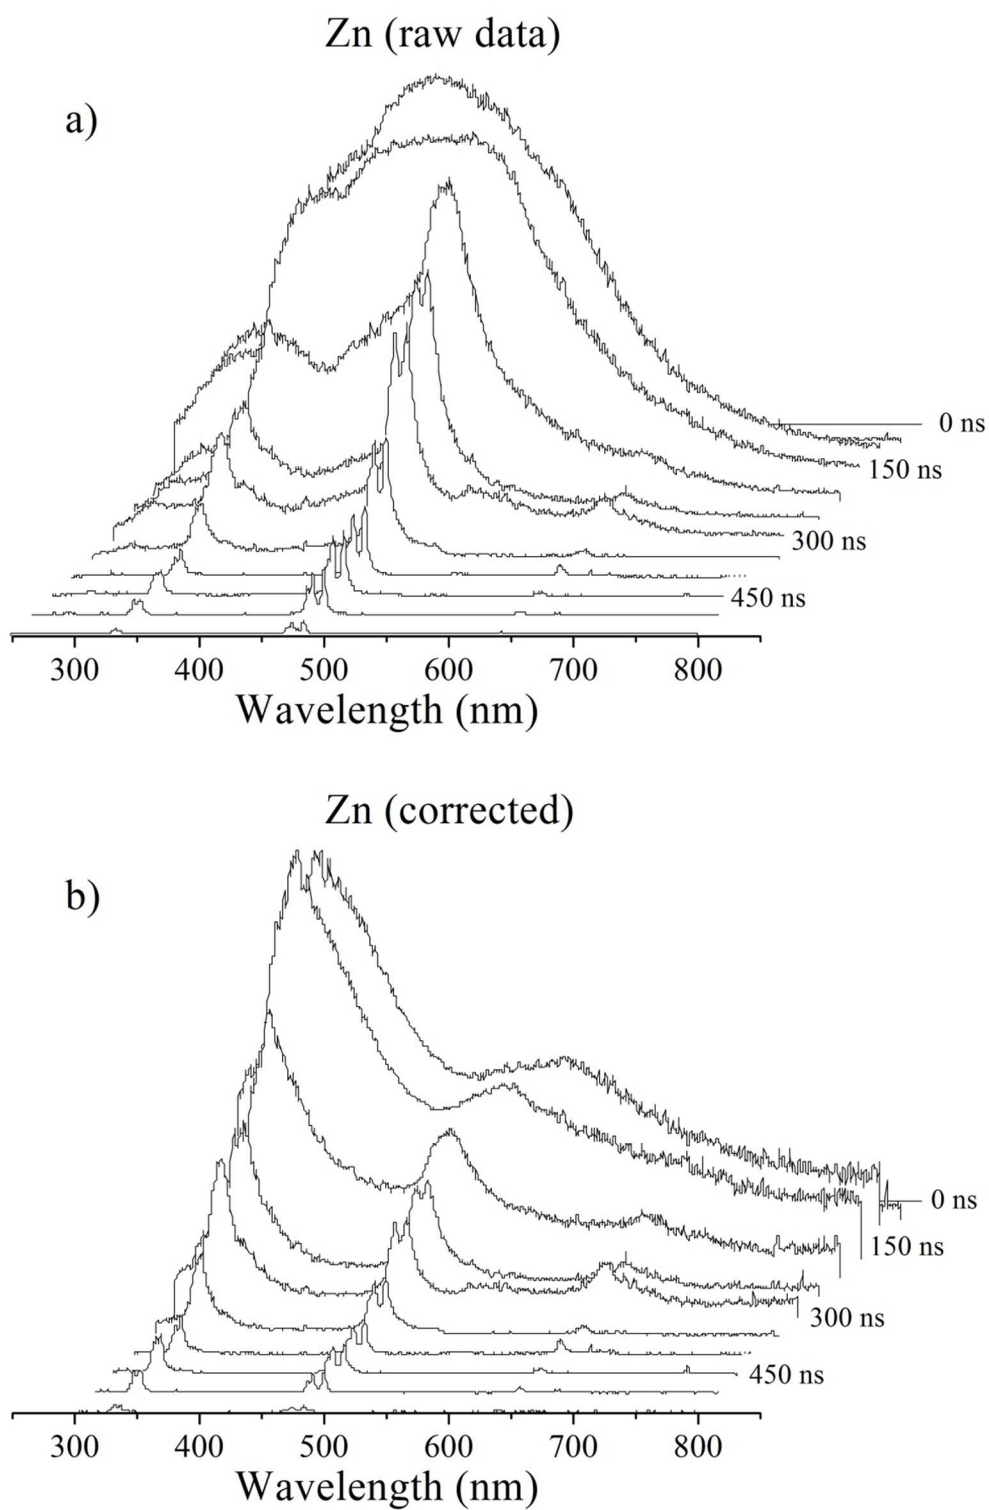 Zn (raw data)
a)
0 ns
150 ns
300 ns
450 ns
300 400 500 600 700 800
Wavelength (nm)
Zn (corrected)
b)
0 ns
150 ns
300 ns
450 ns
300 400 500 600 700 800
Wavelength (nm)